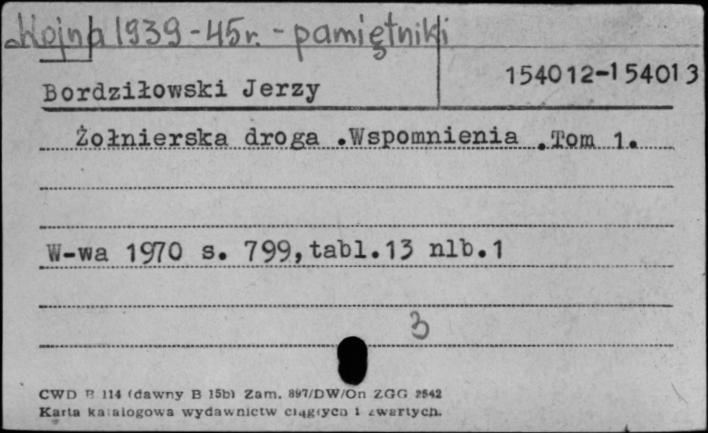 Wojna 1939-45r. - pamiętniki
154012-154013
Bordziłowski Jerzy
Żołnierska droga .Wspomnienia .Tom 1.
W-wa 1970 s. 799,tabl.13 nlb.1
3
CWD B 114 (dawny B 15b) Zam. 897/DW/On ZGG 2542
Karta katalogowa wydawnictw ciągłych i zwartych.